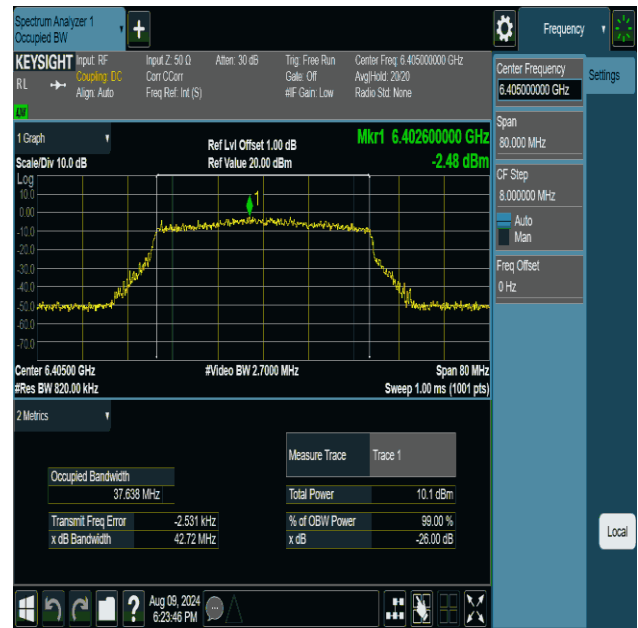 Spectrum Analyzer 1
Occupied BW
+
Frequency
KEYSIGHT Input: RF Input Z: 50 Ω Atten: 30 dB Trig: Free Run Center Freq: 6.405000000 GHz
Coupling: DC Corr CCorr Gate: Off Avg|Hold: 20/20
RL Align: Auto Freq Ref: Int (S) #IF Gain: Low Radio Std: None
Center Frequency
6.405000000 GHz
Settings
Span
80.000 MHz
CF Step
8.000000 MHz
Auto
Man
Freq Offset
0 Hz
Local
1 Graph
Ref Lvl Offset 1.00 dB
Mkr1 6.402600000 GHz
Scale/Div 10.0 dB
Ref Value 20.00 dBm
-2.48 dBm
Log
10.0
0.00
-10.0
-20.0
-30.0
-40.0
-50.0
-60.0
-70.0
1
Center 6.40500 GHz #Video BW 2.7000 MHz Span 80 MHz
#Res BW 820.00 kHz Sweep 1.00 ms (1001 pts)
2 Metrics
Measure Trace Trace 1
Occupied Bandwidth
37.638 MHz
Total Power 10.1 dBm
Transmit Freq Error -2.531 kHz
% of OBW Power 99.00 %
x dB Bandwidth 42.72 MHz
x dB -26.00 dB
?
Aug 09, 2024
6:23:46 PM